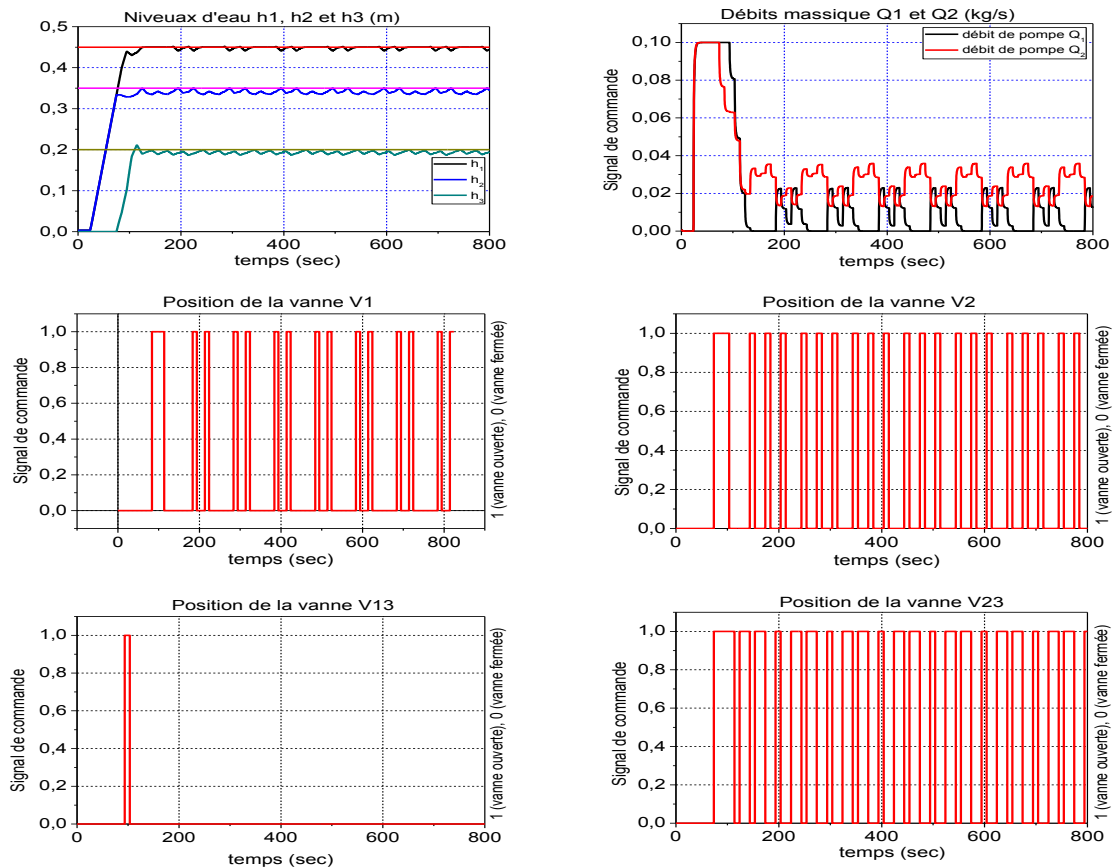 Niveuax d'eau h1, h2 et h3 (m)
0,5
0,4
0,3
0,2
0,1
0,0
h1
h2
h3
0 200 400 600 800
temps (sec)
Débits massique Q1 et Q2 (kg/s)
Signal de commande
0,10
0,08
0,06
0,04
0,02
0,00
débit de pompe Q1
débit de pompe Q2
0 200 400 600 800
temps (sec)
Position de la vanne V1
Signal de commande
1,0
0,8
0,6
0,4
0,2
0,0
0 200 400 600 800
temps (sec)
1 (vanne ouverte), 0 (vanne fermée)
Position de la vanne V2
Signal de commande
1,0
0,8
0,6
0,4
0,2
0,0
0 200 400 600 800
temps (sec)
1 (vanne ouverte), 0 (vanne fermée)
Position de la vanne V13
Signal de commande
1,0
0,8
0,6
0,4
0,2
0,0
0 200 400 600 800
temps (sec)
1 (vanne ouverte), 0 (vanne fermée)
Position de la vanne V23
Signal de commande
1,0
0,8
0,6
0,4
0,2
0,0
0 200 400 600 800
temps (sec)
1 (vanne ouverte), 0 (vanne fermée)